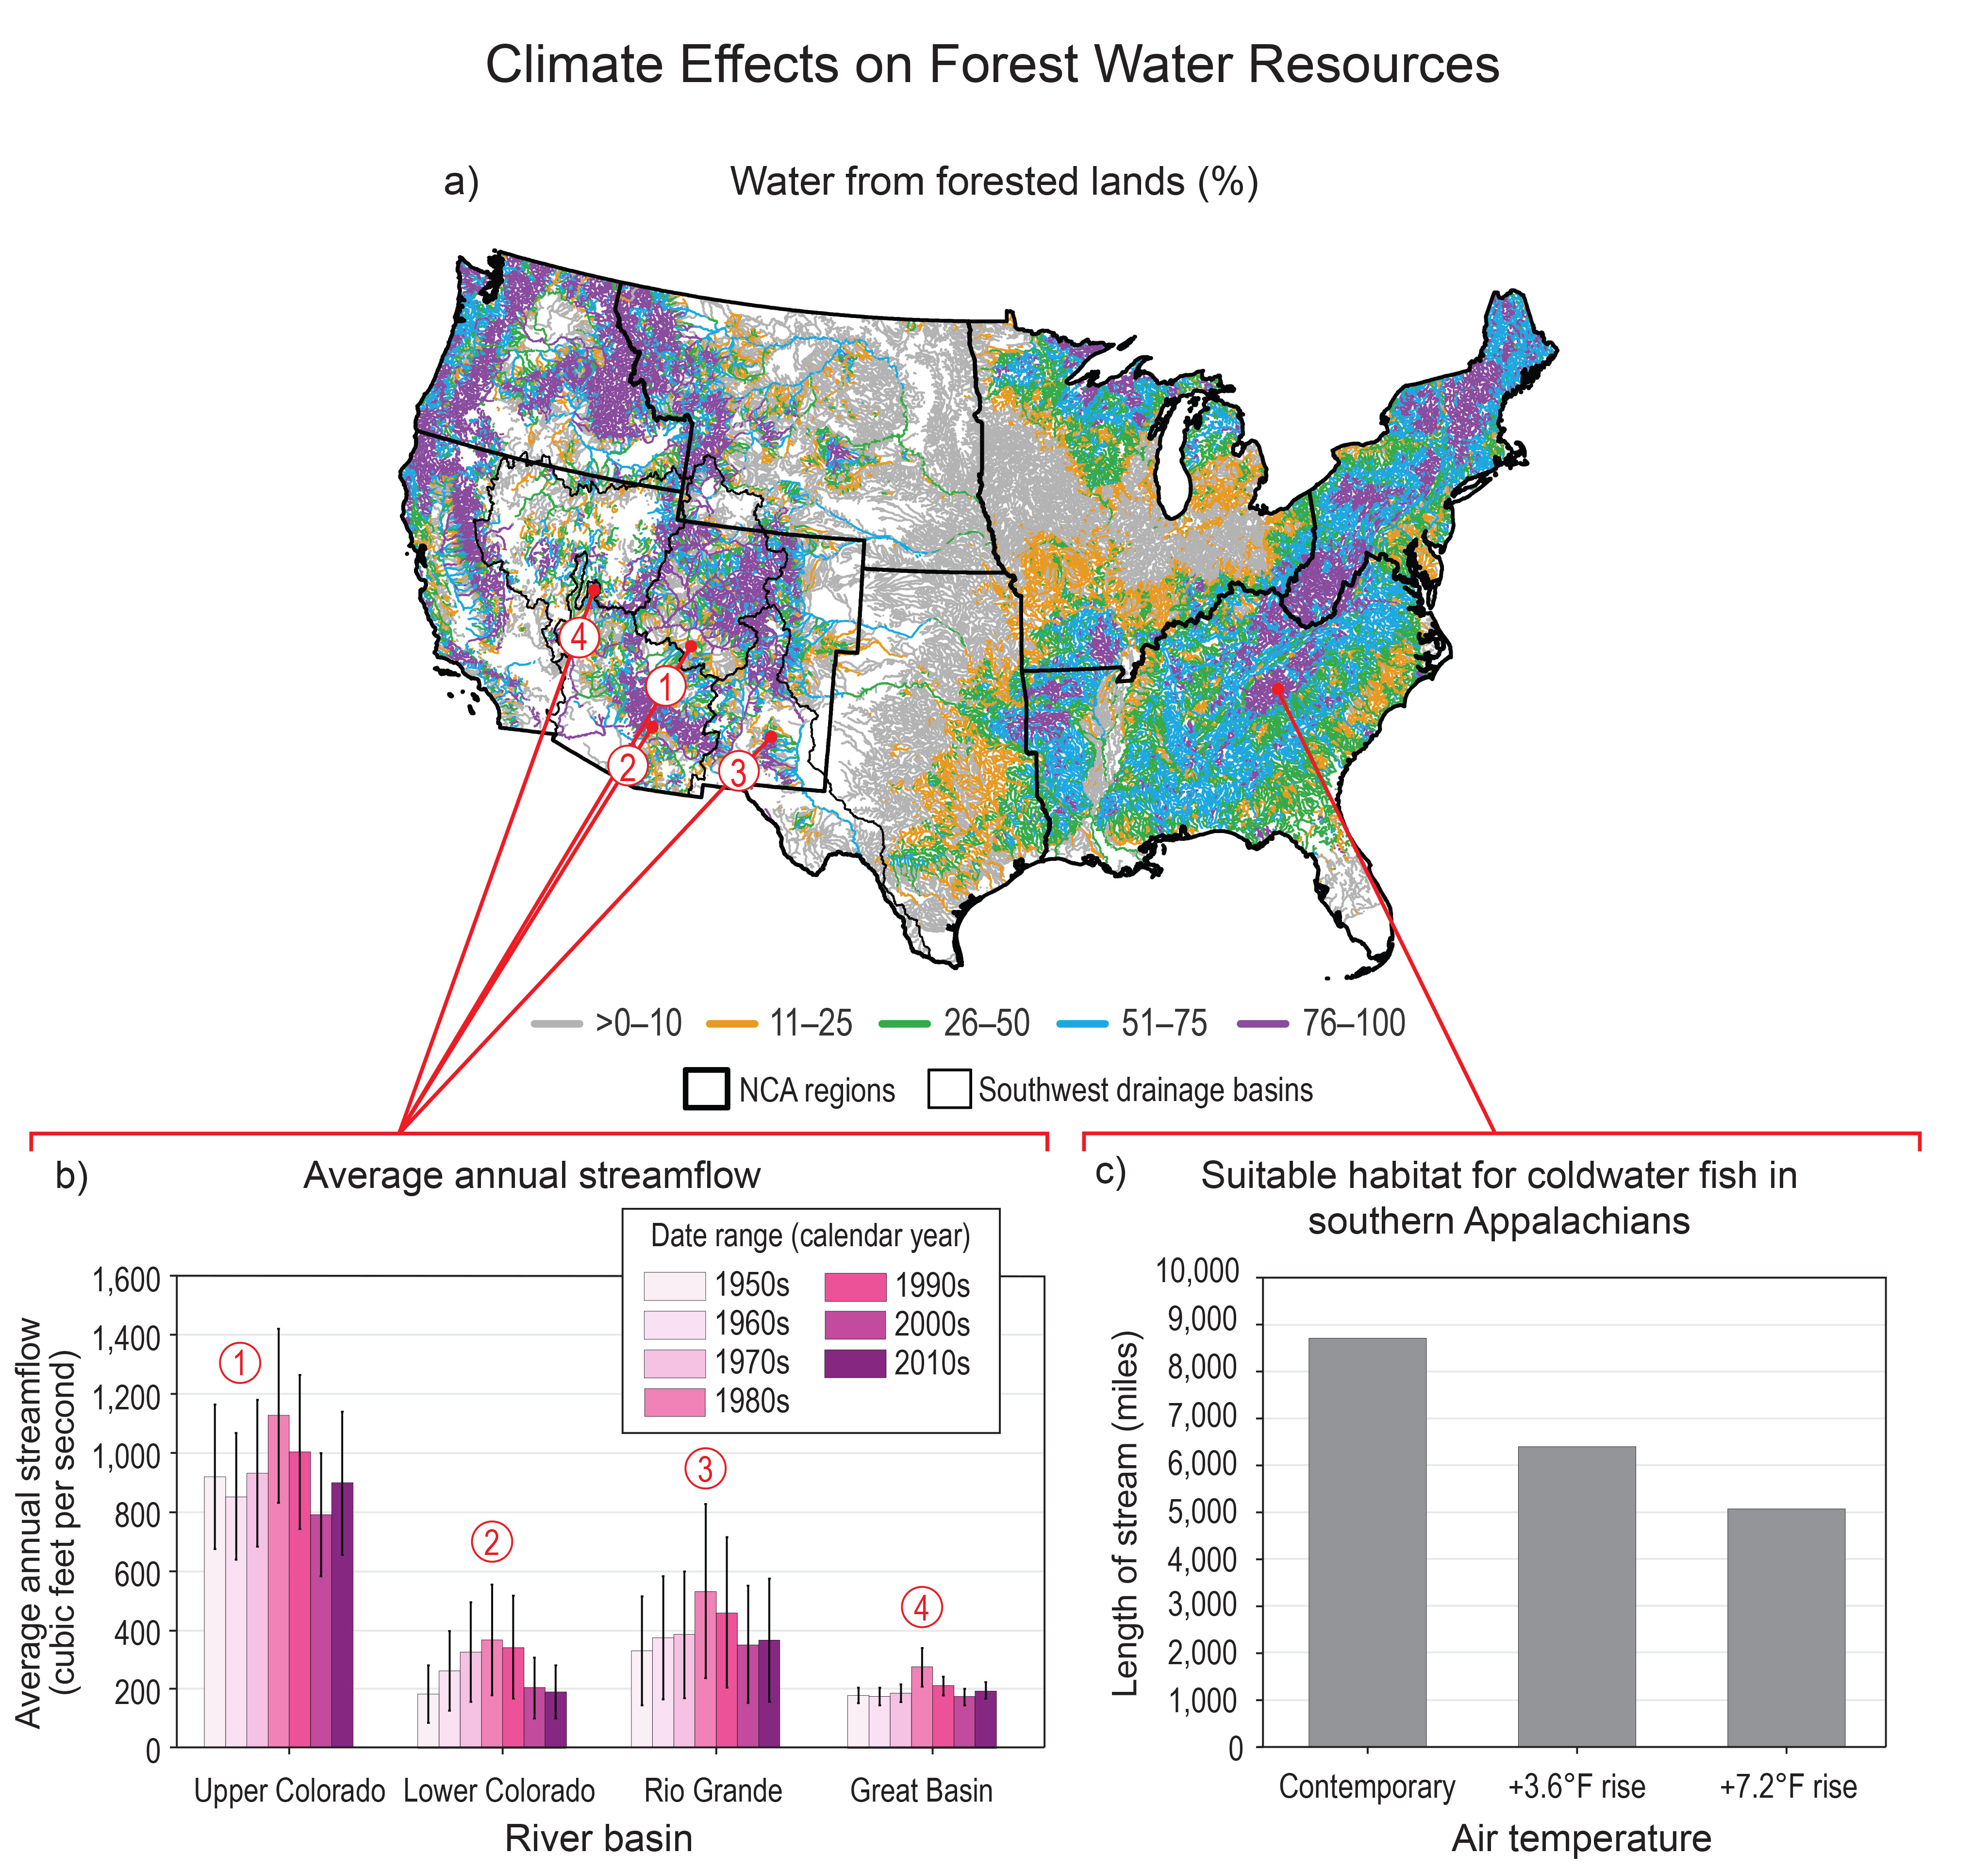 Climate Effects on Forest Water Resources
a) Water from forested lands (%)
4
1
2
3
>0–10 11–25 26–50 51–75 76–100
NCA regions Southwest drainage basins
b) Average annual streamflow
Date range (calendar year)
1950s 1990s
1960s 2000s
1970s 2010s
1980s
Average annual streamflow
(cubic feet per second)
1,600
1,400
1,200
1,000
800
600
400
200
0
1
2
3
4
Upper Colorado Lower Colorado Rio Grande Great Basin
River basin
c) Suitable habitat for coldwater fish in
southern Appalachians
Length of stream (miles)
10,000
9,000
8,000
7,000
6,000
5,000
4,000
3,000
2,000
1,000
0
Contemporary +3.6°F rise +7.2°F rise
Air temperature